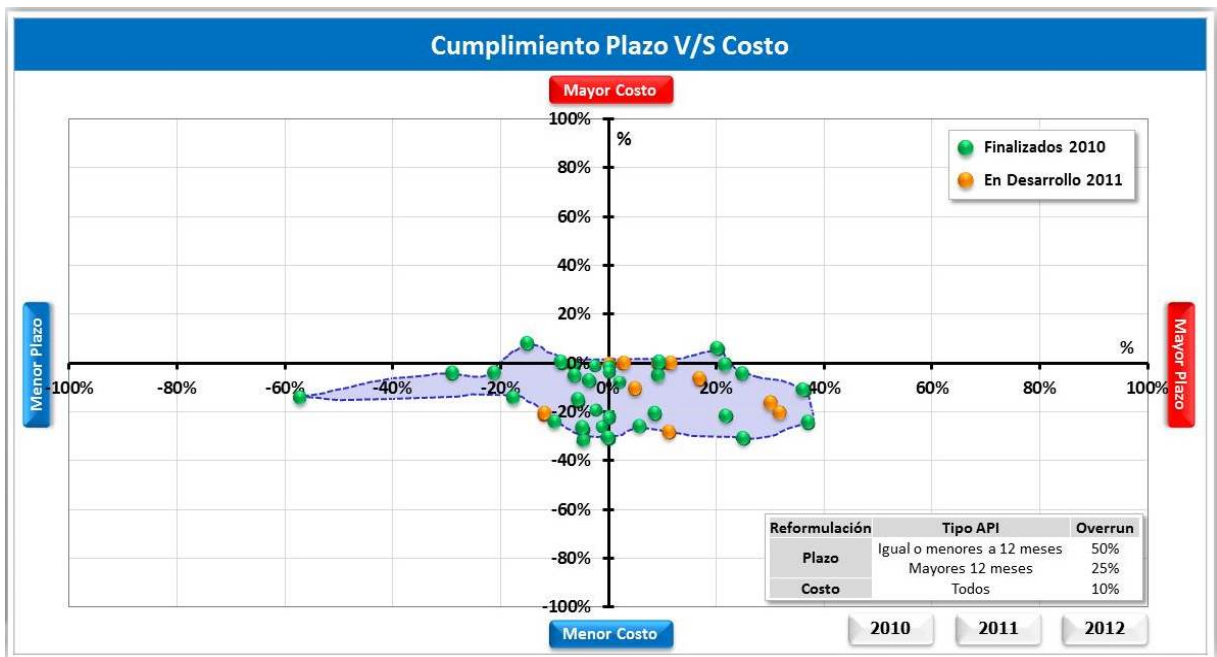 Cumplimiento Plazo V/S Costo
Mayor Costo
100%
%
80%
60%
40%
20%
0%
-20%
-40%
-60%
-80%
-100%
Finalizados 2010
En Desarrollo 2011
Menor Plazo
Mayor Plazo
%
-100% -80% -60% -40% -20% 0% 20% 40% 60% 80% 100%
Reformulación Tipo API Overrun
Plazo Igual o menores a 12 meses 50%
Mayores 12 meses 25%
Costo Todos 10%
Menor Costo
2010 2011 2012